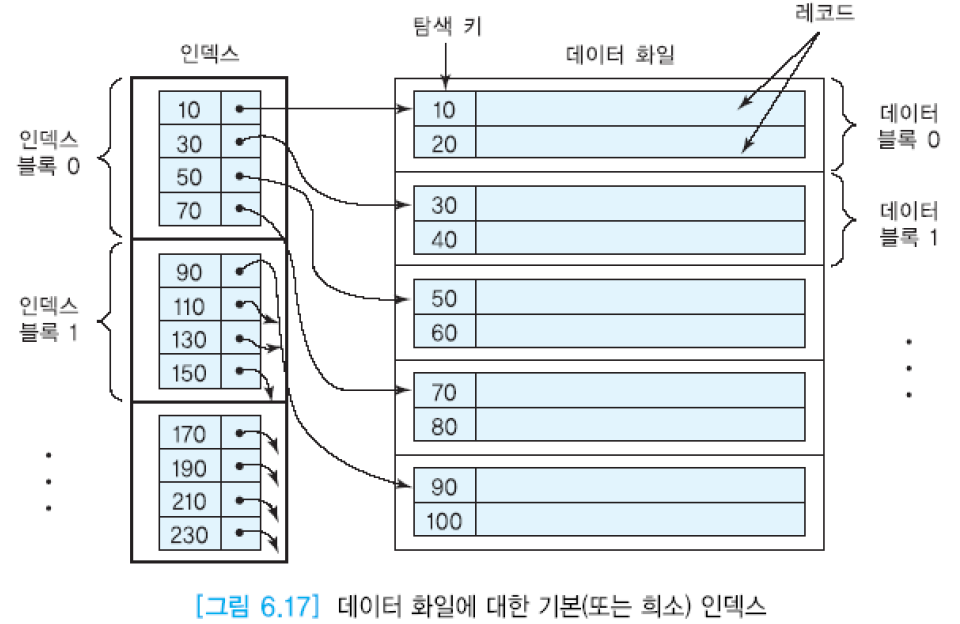 탐색 키
레코드
인덱스
데이터 화일
인덱스
블록 0
10
30
50
70
인덱스
블록 1
90
110
130
150
170
190
210
230
10
20
데이터
블록 0
30
40
데이터
블록 1
50
60
70
80
90
100
[그림 6.17] 데이터 화일에 대한 기본(또는 희소) 인덱스